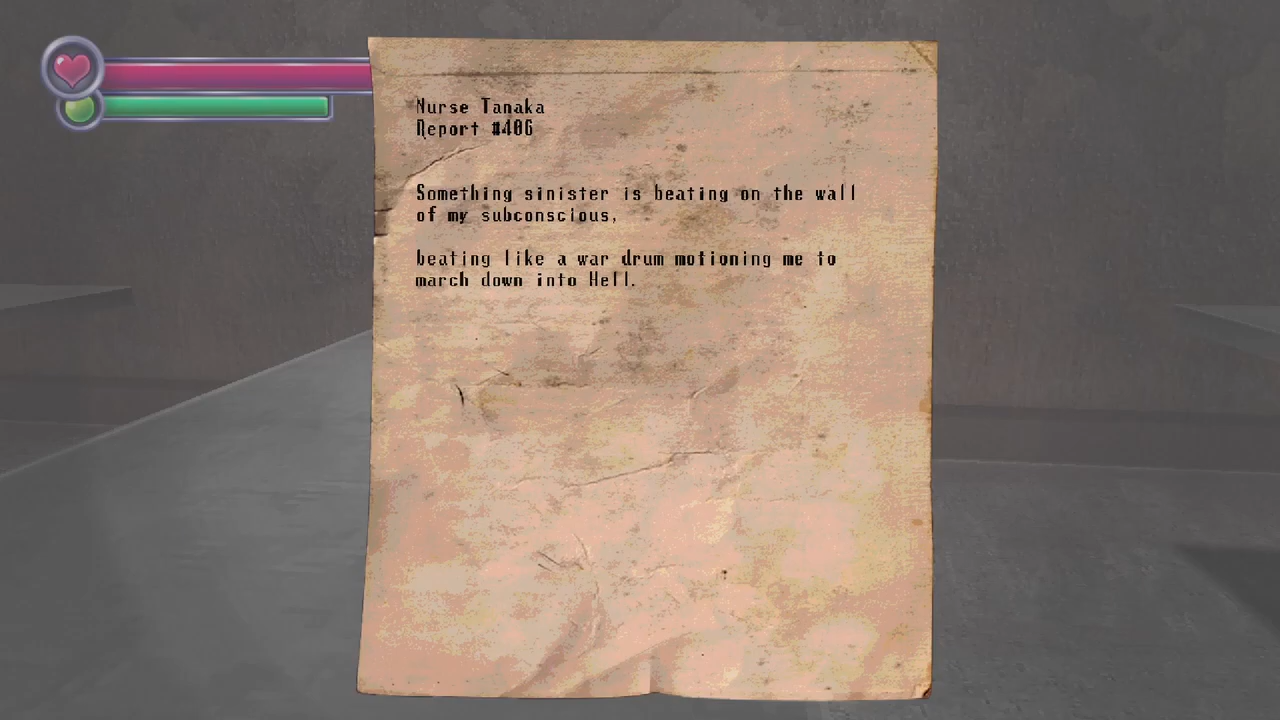 Nurse Tanaka
Report #406
Something sinister is beating on the wall
of my subconscious,
beating like a war drum motioning me to
march down into Hell.